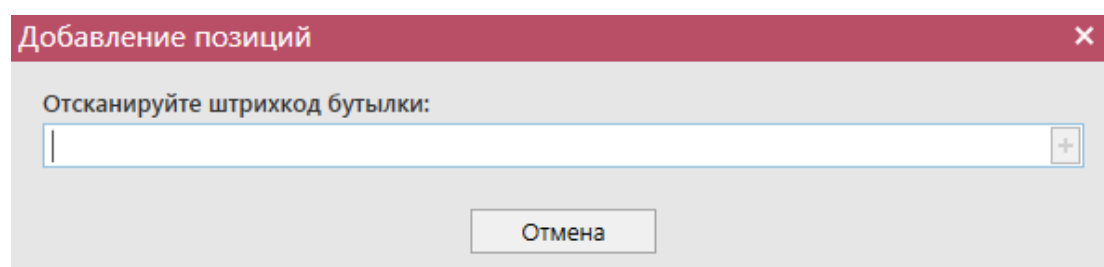 Добавление позиций
Отсканируйте штрихкод бутылки:
Отмена